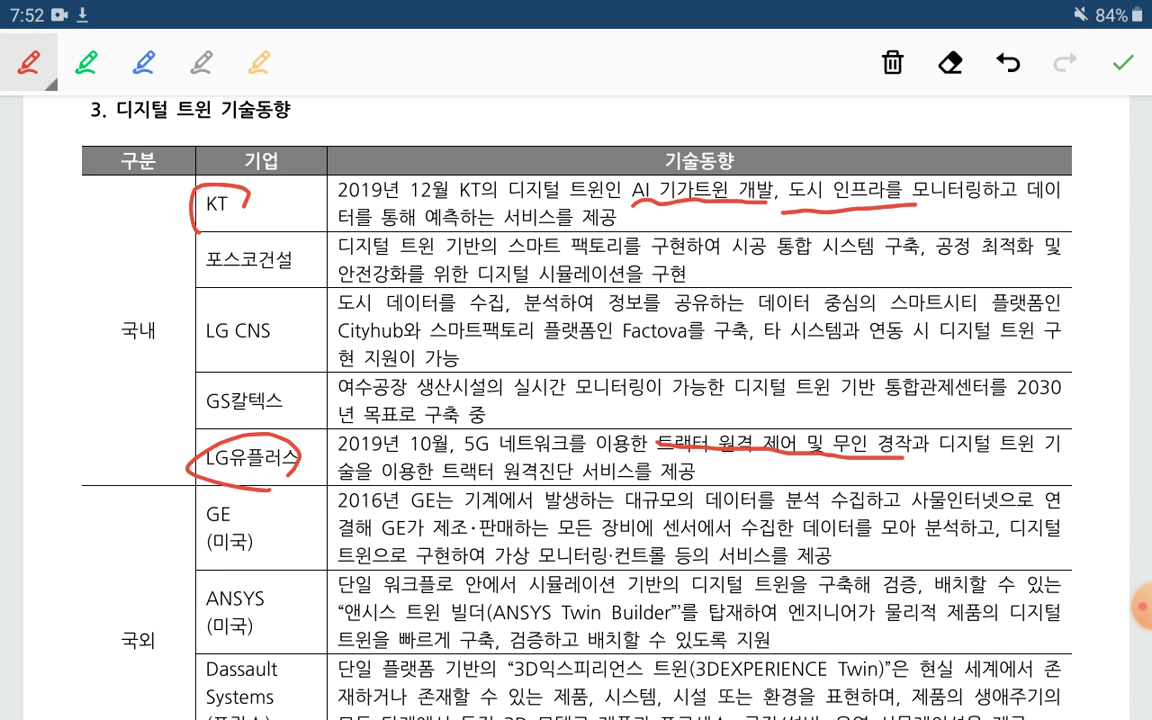 7:52
84%
3. 디지털 트윈 기술동향
구분 기업 기술동향
국내
KT
2019년 12월 KT의 디지털 트윈인 AI 기가트윈 개발, 도시 인프라를 모니터링하고 데이
터를 통해 예측하는 서비스를 제공
포스코건설
디지털 트윈 기반의 스마트 팩토리를 구현하여 시공 통합 시스템 구축, 공정 최적화 및
안전강화를 위한 디지털 시뮬레이션을 구현
LG CNS
도시 데이터를 수집, 분석하여 정보를 공유하는 데이터 중심의 스마트시티 플랫폼인
Cityhub와 스마트팩토리 플랫폼인 Factova를 구축, 타 시스템과 연동 시 디지털 트윈 구
현 지원이 가능
GS칼텍스
여수공장 생산시설의 실시간 모니터링이 가능한 디지털 트윈 기반 통합관제센터를 2030
년 목표로 구축 중
LG유플러스
2019년 10월, 5G 네트워크를 이용한 트랙터 원격 제어 및 무인 경작과 디지털 트윈 기
술을 이용한 트랙터 원격진단 서비스를 제공
국외
GE
(미국)
2016년 GE는 기계에서 발생하는 대규모의 데이터를 분석 수집하고 사물인터넷으로 연
결해 GE가 제조·판매하는 모든 장비에 센서에서 수집한 데이터를 모아 분석하고, 디지털
트윈으로 구현하여 가상 모니터링·컨트롤 등의 서비스를 제공
ANSYS
(미국)
단일 워크플로 안에서 시뮬레이션 기반의 디지털 트윈을 구축해 검증, 배치할 수 있는
“앤시스 트윈 빌더(ANSYS Twin Builder”’를 탑재하여 엔지니어가 물리적 제품의 디지털
트윈을 빠르게 구축, 검증하고 배치할 수 있도록 지원
Dassault
Systems
단일 플랫폼 기반의 “3D익스피리언스 트윈(3DEXPERIENCE Twin)”은 현실 세계에서 존
재하거나 존재할 수 있는 제품, 시스템, 시설 또는 환경을 표현하며, 제품의 생애주기의